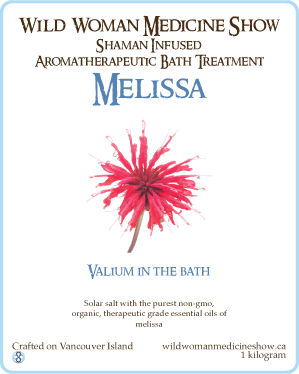 Wild Woman Medicine Show
Shaman Infused
Aromatherapeutic Bath Treatment
Melissa
Valium in the bath
Solar salt with the purest non-gmo,
organic, therapeutic grade essential oils of
melissa
Crafted on Vancouver Island
wildwomanmedicineshow.ca
1 kilogram